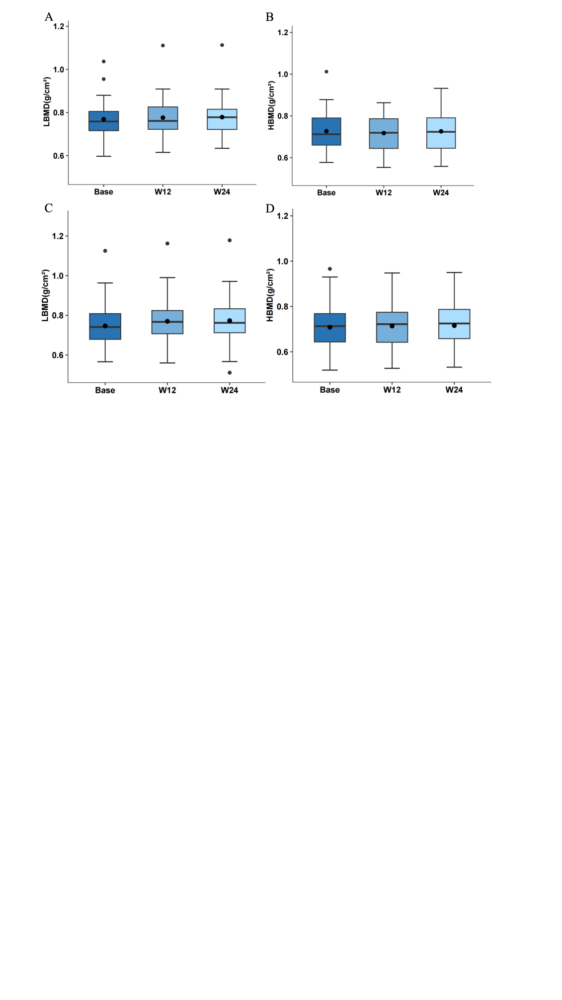 A
1.2
1.0
0.8
0.6
LBMD(g/cm²)
Base W12 W24
B
1.2
1.0
0.8
0.6
HBMD(g/cm²)
Base W12 W24
C
1.2
1.0
0.8
0.6
LBMD(g/cm²)
Base W12 W24
D
1.2
1.0
0.8
0.6
HBMD(g/cm²)
Base W12 W24